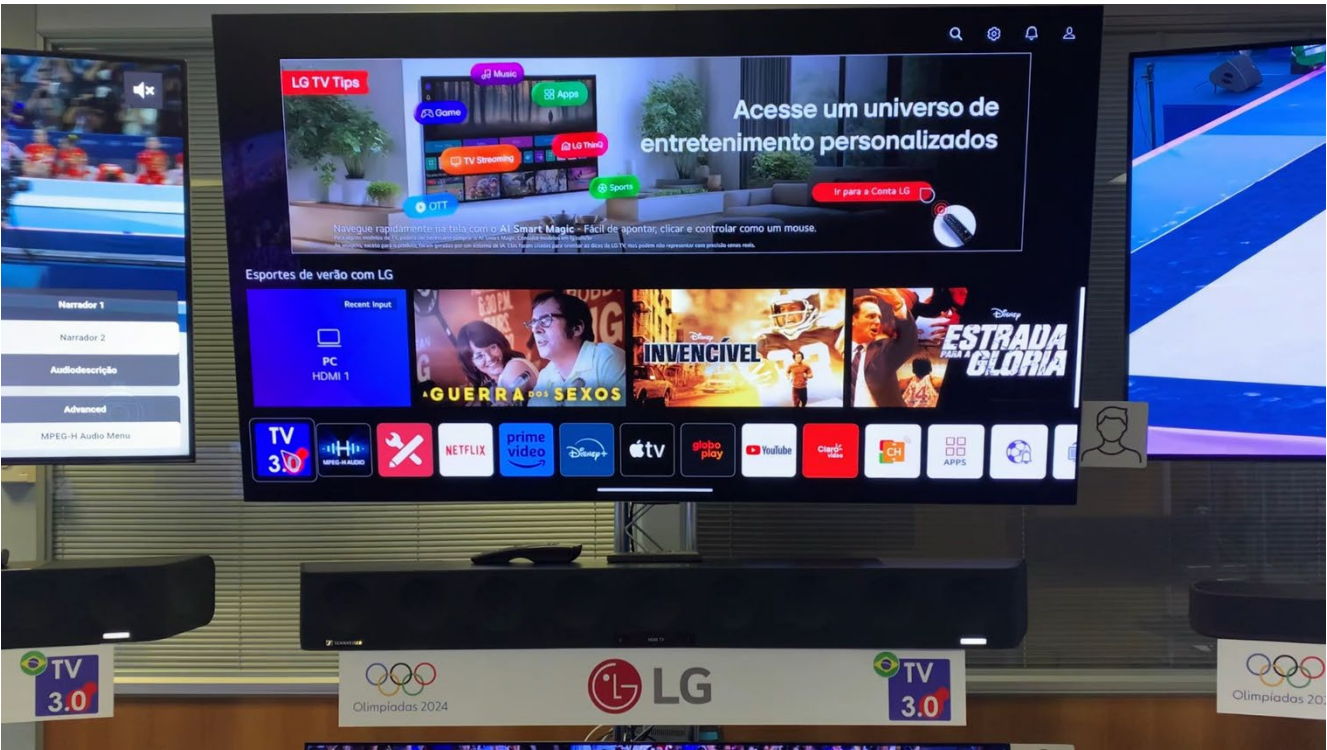 LG TV Tips
Music
Apps
Game
LG ThinQ
TV Streaming
Sports
OTT
Acesse um universo de
entretenimento personalizados
Ir para a Conta LG
Navegue rapidamente na tela com o AI Smart Magic - Fácil de apontar, clicar e controlar como um mouse.
Esportes de verão com LG
Recent Input
PC
HDMI 1
A GUERRA DOS SEXOS
Disney
INVENCÍVEL
Disney
ESTRADA
PARA A
GLÓRIA
TV
3.0
MPEG-H AUDIO
NETFLIX
prime
video
Disney+
tv
globo
play
YouTube
Claro
video
CH
APPS
Narrador 1
Narrador 2
Audiodescrição
Advanced
MPEG-H Audio Menu
SENNHEISER
HDMI TV
TV
3.0
Olimpíadas 2024
LG
TV
3.0
Olimpíadas 202